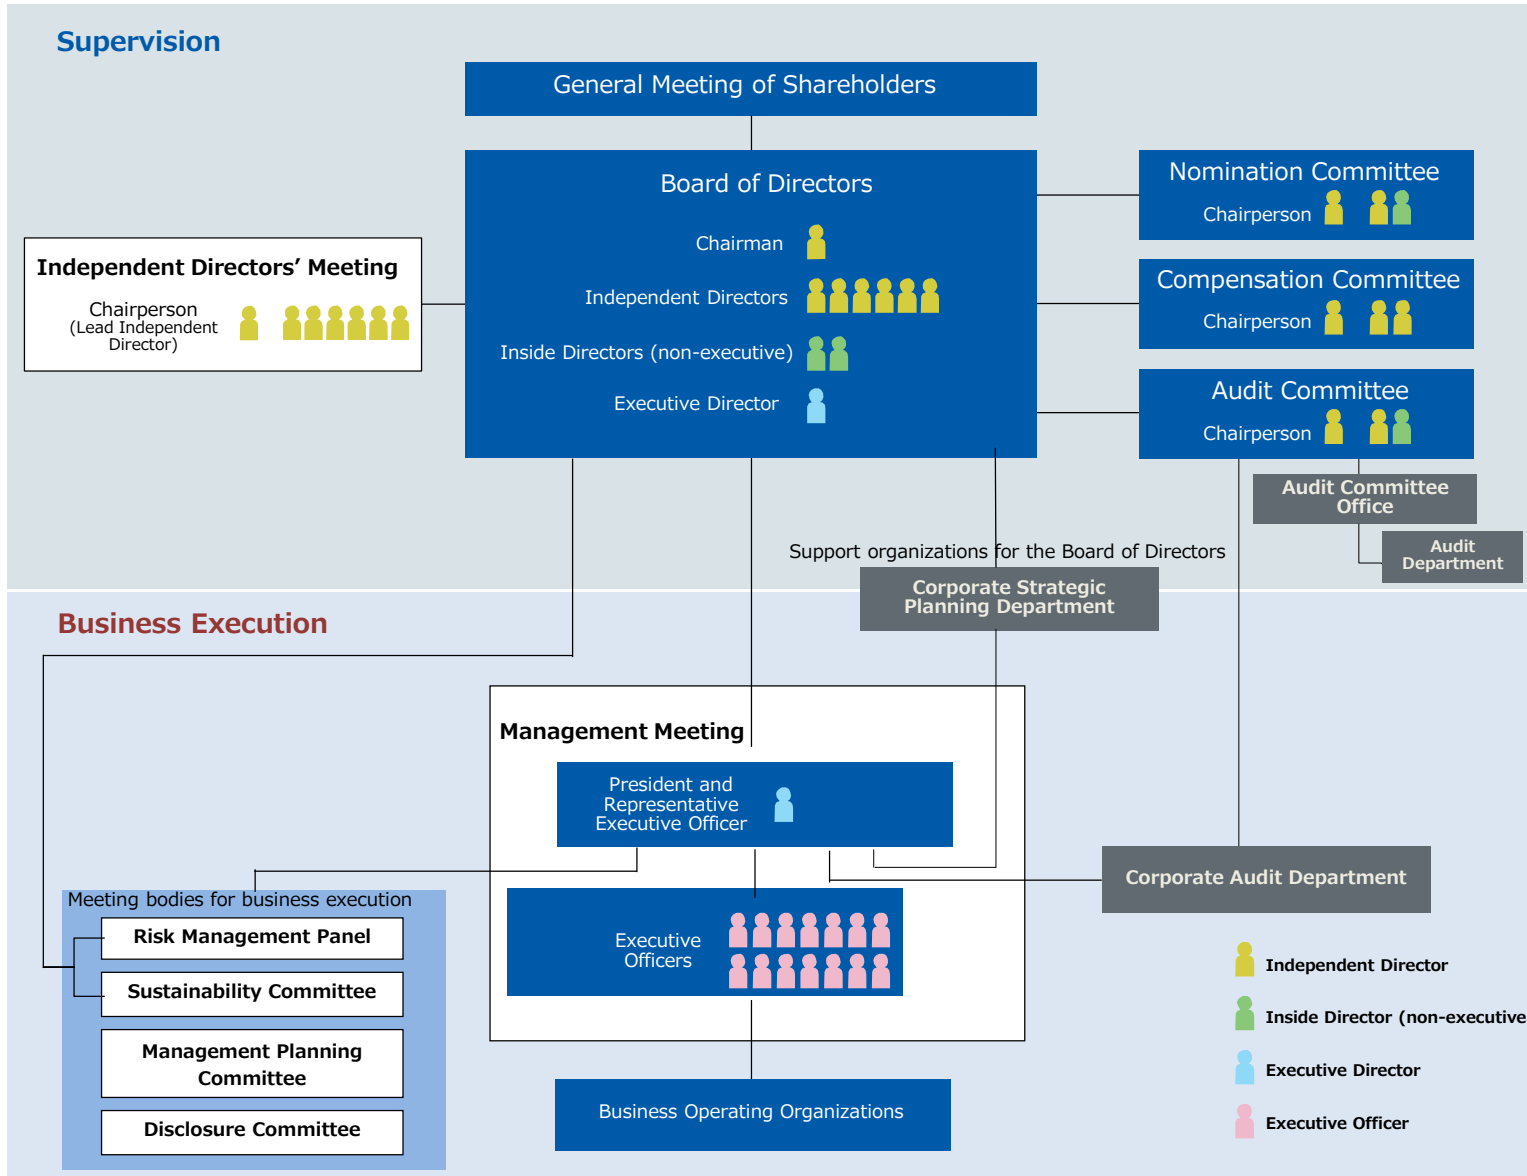 Supervision
General Meeting of Shareholders
Board of Directors
Chairman
Independent Directors
Inside Directors (non-executive)
Executive Director
Independent Directors’ Meeting
Chairperson
(Lead Independent
Director)
Nomination Committee
Chairperson
Compensation Committee
Chairperson
Audit Committee
Chairperson
Audit Committee
Office
Audit
Department
Support organizations for the Board of Directors
Corporate Strategic
Planning Department
Business Execution
Management Meeting
President and
Representative
Executive Officer
Executive
Officers
Corporate Audit Department
Meeting bodies for business execution
Risk Management Panel
Sustainability Committee
Management Planning
Committee
Disclosure Committee
Business Operating Organizations
Independent Director
Inside Director (non-executive
Executive Director
Executive Officer